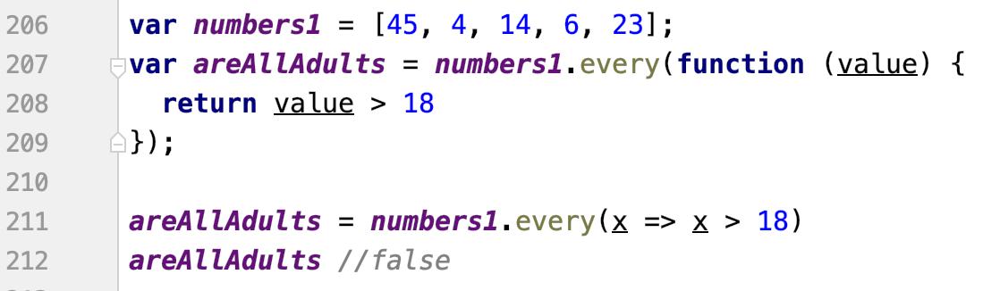 206 var numbers1 = [45, 4, 14, 6, 23];
207 var areAllAdults = numbers1.every(function (value) {
208 return value > 18
209 });
210
211 areAllAdults = numbers1.every(x => x > 18)
212 areAllAdults //false